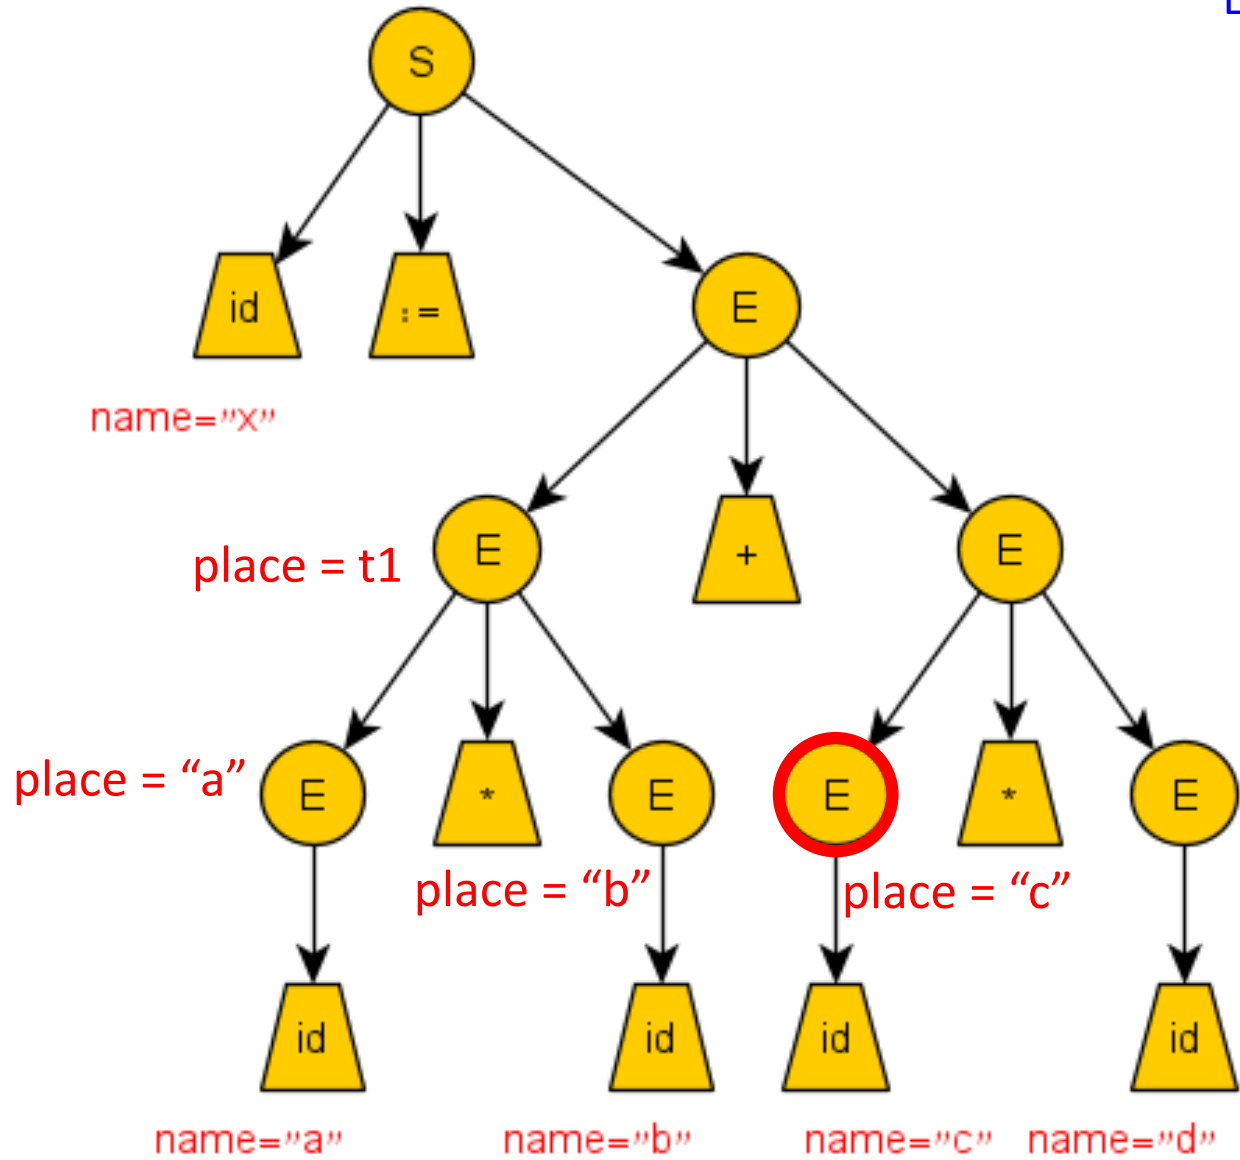 S
id
:=
E
name="x"
place = t1
E
+
E
place = “a”
E
*
E
E
*
E
place = “b”
place = “c”
id
id
id
id
name="a"
name="b"
name="c"
name="d"